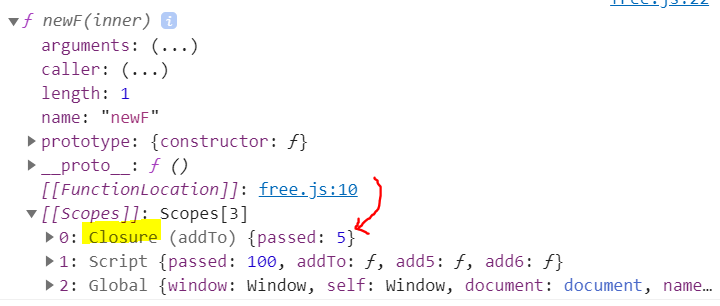 free.js:22
▼ ƒ newF(inner) i
arguments: (...)
caller: (...)
length: 1
name: "newF"
▶ prototype: {constructor: ƒ}
▶ __proto__: ƒ ()
[[FunctionLocation]]: free.js:10
▼ [[Scopes]]: Scopes[3]
▶ 0: Closure (addTo) {passed: 5}
▶ 1: Script {passed: 100, addTo: ƒ, add5: ƒ, add6: ƒ}
▶ 2: Global {window: Window, self: Window, document: document, name…